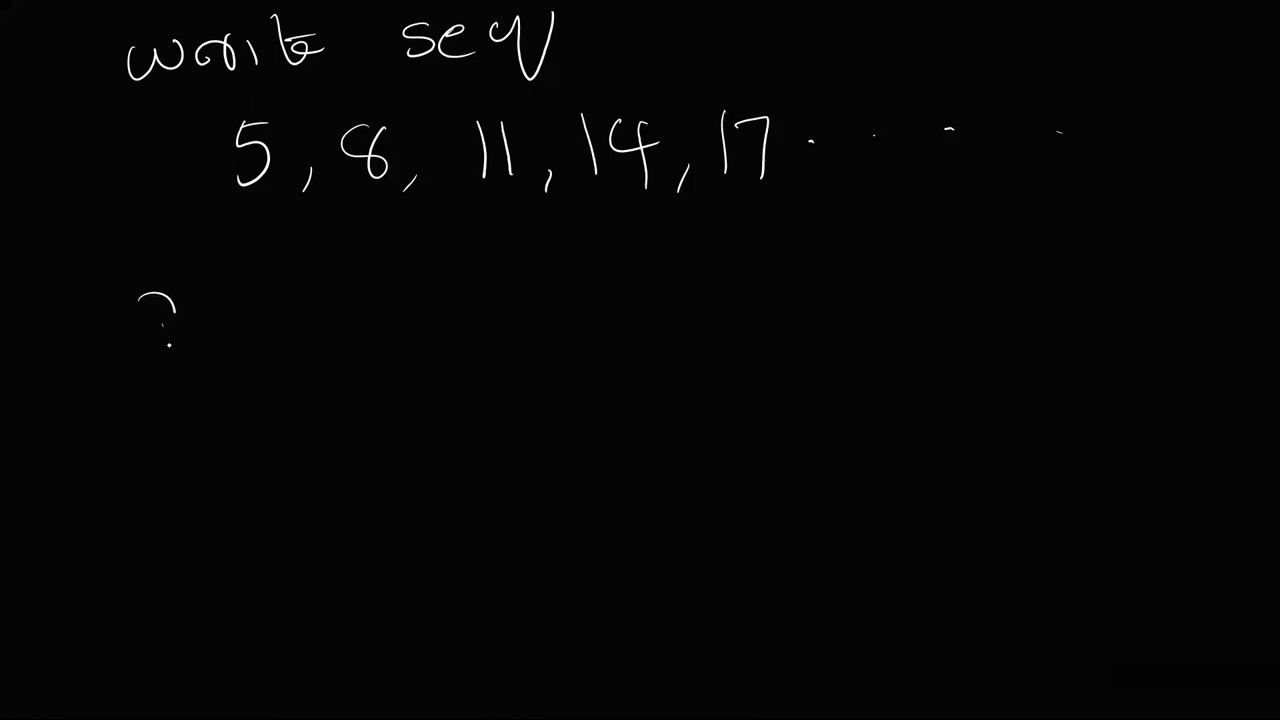 write seq
5, 8, 11, 14, 17 . . . .
?